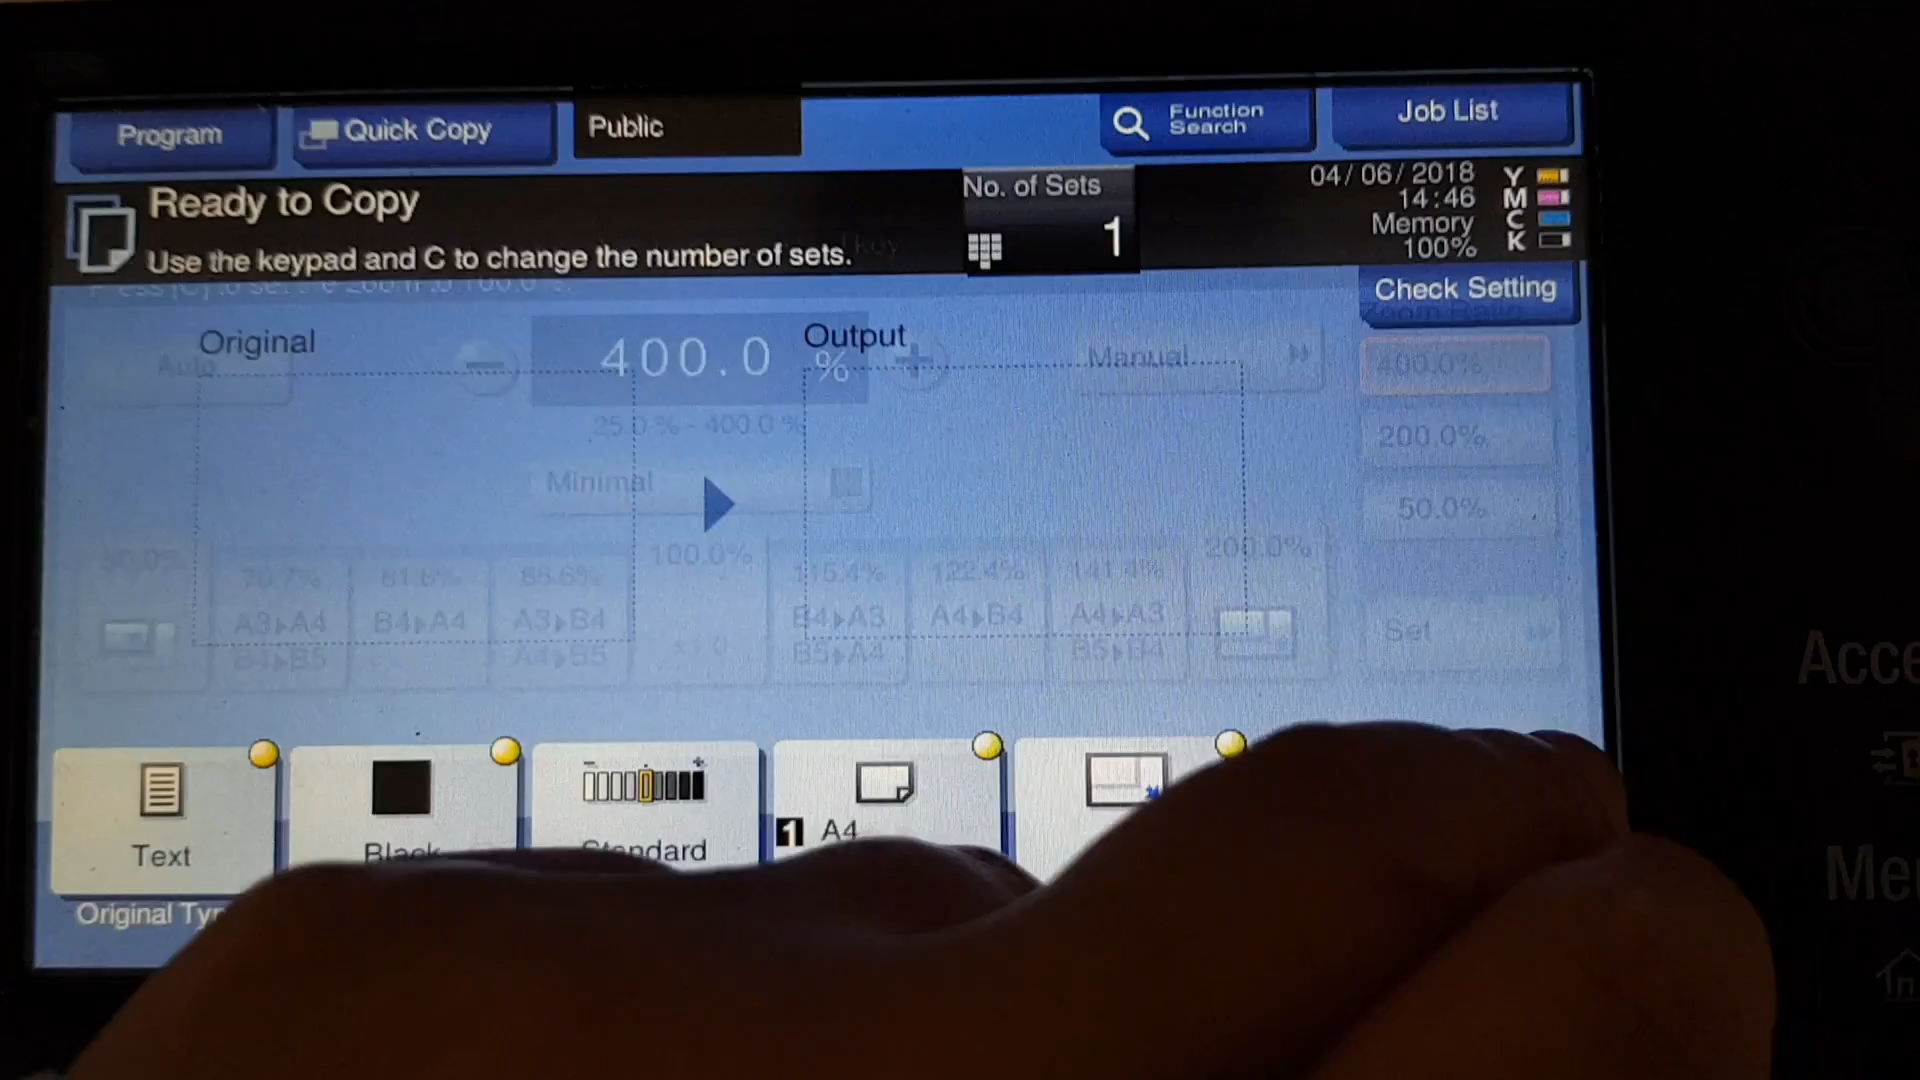 Program
Quick Copy
Public
Function
Search
Job List
Ready to Copy
No. of Sets
1
04/06/2018
14:46
Memory
100%
Y
M
C
K
Use the keypad and C to change the number of sets.
Check Setting
Original
Output
Auto
400.0 %
Manual
400.0%
25.0 % - 400.0 %
200.0%
Minimal
50.0%
100.0%
200.0%
70.7%
81.6%
86.6%
115.4%
122.4%
141.4%
A3▸A4
B4▸A4
A3▸B4
B4▸A3
A4▸B4
A4▸A3
Set
B4▸B5
A4▸B5
x1.0
B5▸A4
B5▸B4
Text
Black
Standard
1 A4
Original